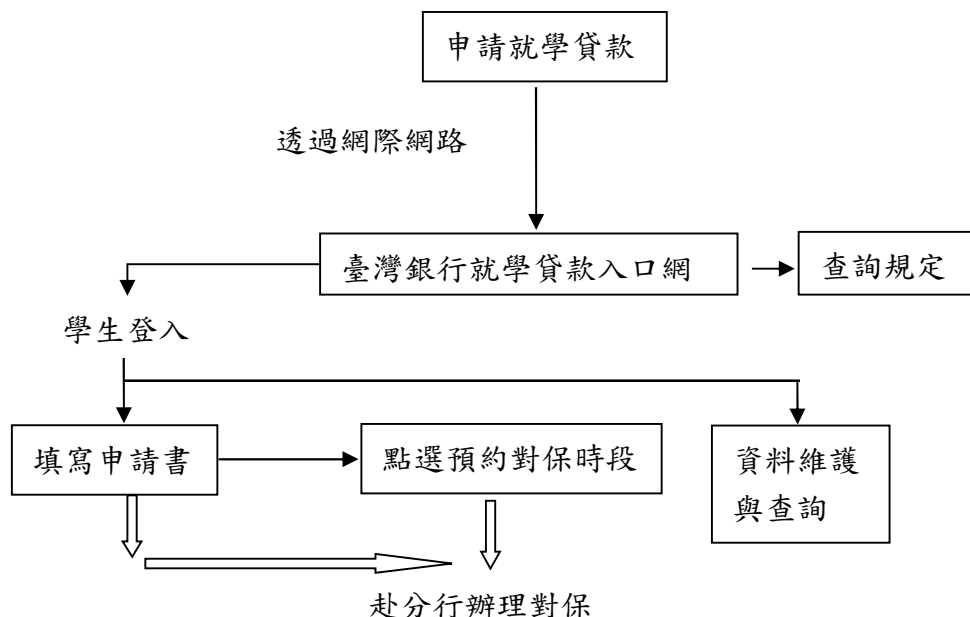 申請就學貸款
透過網際網路
臺灣銀行就學貸款入口網
查詢規定
學生登入
填寫申請書
點選預約對保時段
資料維護
與查詢
赴分行辦理對保